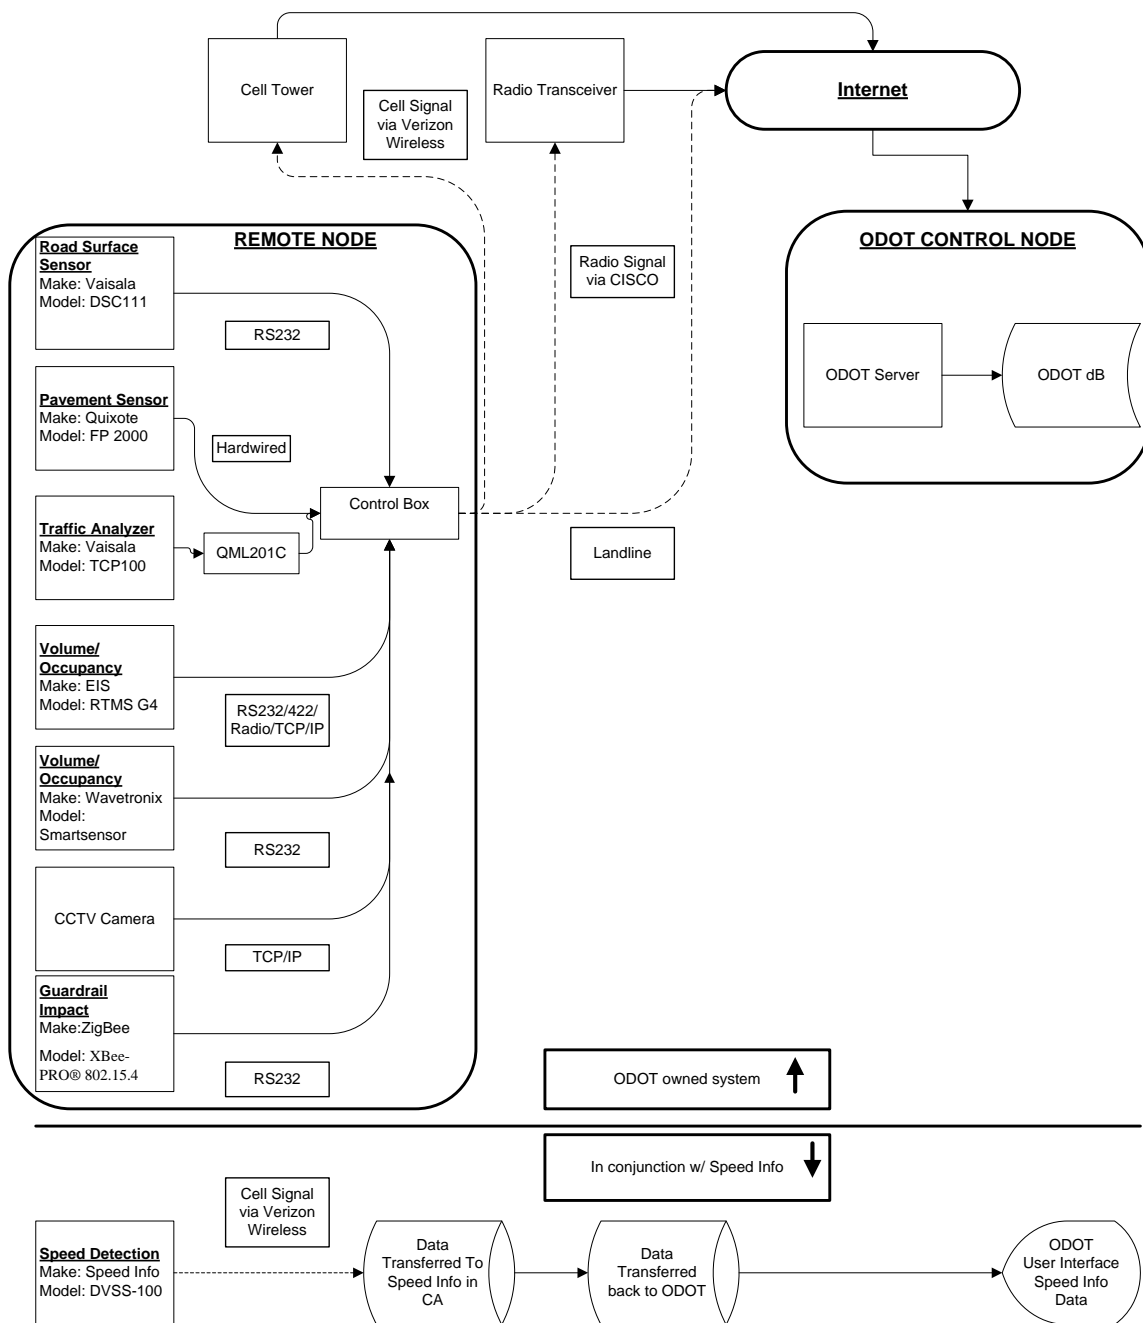 Cell Tower
Cell Signal
via Verizon
Wireless
Radio Transceiver
Internet
REMOTE NODE
Road Surface
Sensor
Make: Vaisala
Model: DSC111
RS232
Radio Signal
via CISCO
ODOT CONTROL NODE
ODOT Server
ODOT dB
Pavement Sensor
Make: Quixote
Model: FP 2000
Hardwired
Control Box
Traffic Analyzer
Make: Vaisala
Model: TCP100
QML201C
Landline
Volume/
Occupancy
Make: EIS
Model: RTMS G4
RS232/422/
Radio/TCP/IP
Volume/
Occupancy
Make: Wavetronix
Model:
Smartsensor
RS232
CCTV Camera
TCP/IP
Guardrail
Impact
Make:ZigBee
Model: XBee-
PRO® 802.15.4
RS232
ODOT owned system
In conjunction w/ Speed Info
Cell Signal
via Verizon
Wireless
Speed Detection
Make: Speed Info
Model: DVSS-100
Data
Transferred To
Speed Info in
CA
Data
Transferred
back to ODOT
ODOT
User Interface
Speed Info
Data